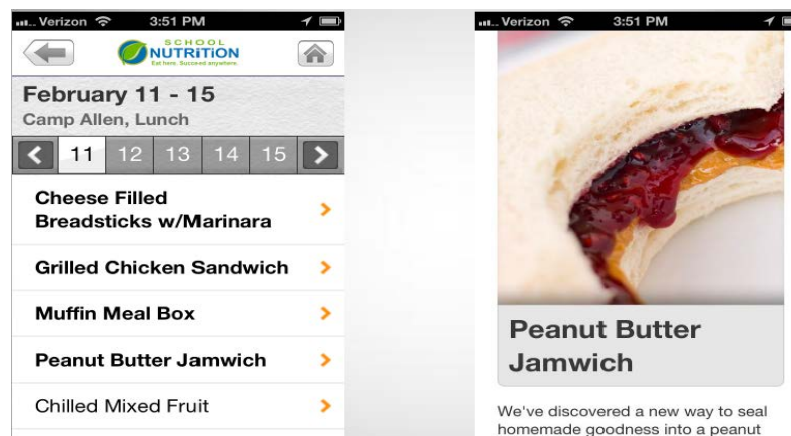 Verizon 3:51 PM
SCHOOL
NUTRITION
Eat here. Succeed anywhere.
February 11 - 15
Camp Allen, Lunch
11 12 13 14 15
Cheese Filled
Breadsticks w/Marinara
Grilled Chicken Sandwich
Muffin Meal Box
Peanut Butter Jamwich
Chilled Mixed Fruit
Verizon 3:51 PM
Peanut Butter
Jamwich
We've discovered a new way to seal
homemade goodness into a peanut